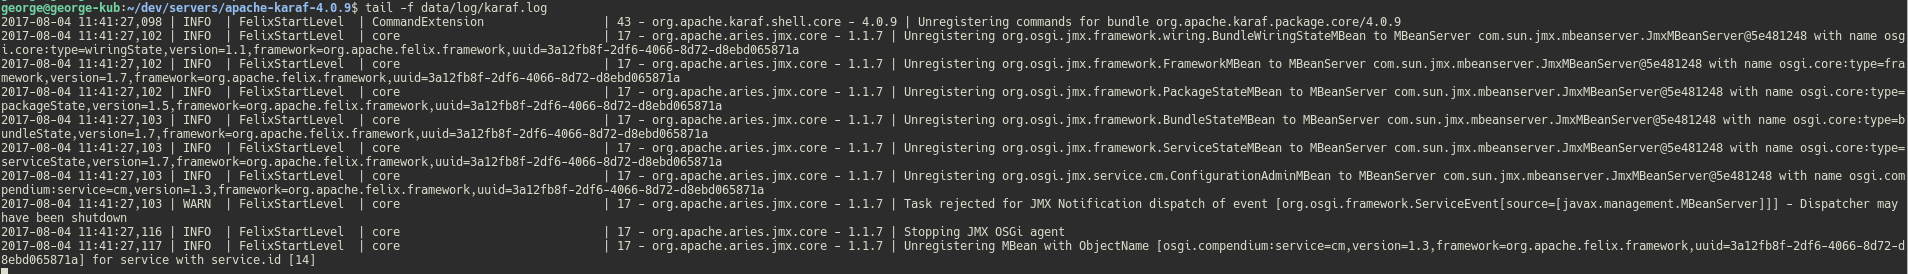 george@george-kub:~/dev/servers/apache-karaf-4.0.9$ tail -f data/log/karaf.log
2017-08-04 11:41:27,098 | INFO  | FelixStartLevel  | CommandExtension                 | 43 - org.apache.karaf.shell.core - 4.0.9 | Unregistering commands for bundle org.apache.karaf.package.core/4.0.9
2017-08-04 11:41:27,102 | INFO  | FelixStartLevel  | core                             | 17 - org.apache.aries.jmx.core - 1.1.7 | Unregistering org.osgi.jmx.framework.wiring.BundleWiringStateMBean to MBeanServer com.sun.jmx.mbeanserver.JmxMBeanServer@5e481248 with name osg
i.core:type=wiringState,version=1.1,framework=org.apache.felix.framework,uuid=3a12fb8f-2df6-4066-8d72-d8ebd065871a
2017-08-04 11:41:27,102 | INFO  | FelixStartLevel  | core                             | 17 - org.apache.aries.jmx.core - 1.1.7 | Unregistering org.osgi.jmx.framework.FrameworkMBean to MBeanServer com.sun.jmx.mbeanserver.JmxMBeanServer@5e481248 with name osgi.core:type=fra
mework,version=1.7,framework=org.apache.felix.framework,uuid=3a12fb8f-2df6-4066-8d72-d8ebd065871a
2017-08-04 11:41:27,102 | INFO  | FelixStartLevel  | core                             | 17 - org.apache.aries.jmx.core - 1.1.7 | Unregistering org.osgi.jmx.framework.PackageStateMBean to MBeanServer com.sun.jmx.mbeanserver.JmxMBeanServer@5e481248 with name osgi.core:type=
packageState,version=1.5,framework=org.apache.felix.framework,uuid=3a12fb8f-2df6-4066-8d72-d8ebd065871a
2017-08-04 11:41:27,103 | INFO  | FelixStartLevel  | core                             | 17 - org.apache.aries.jmx.core - 1.1.7 | Unregistering org.osgi.jmx.framework.BundleStateMBean to MBeanServer com.sun.jmx.mbeanserver.JmxMBeanServer@5e481248 with name osgi.core:type=b
undleState,version=1.7,framework=org.apache.felix.framework,uuid=3a12fb8f-2df6-4066-8d72-d8ebd065871a
2017-08-04 11:41:27,103 | INFO  | FelixStartLevel  | core                             | 17 - org.apache.aries.jmx.core - 1.1.7 | Unregistering org.osgi.jmx.framework.ServiceStateMBean to MBeanServer com.sun.jmx.mbeanserver.JmxMBeanServer@5e481248 with name osgi.core:type=
serviceState,version=1.7,framework=org.apache.felix.framework,uuid=3a12fb8f-2df6-4066-8d72-d8ebd065871a
2017-08-04 11:41:27,103 | INFO  | FelixStartLevel  | core                             | 17 - org.apache.aries.jmx.core - 1.1.7 | Unregistering org.osgi.jmx.service.cm.ConfigurationAdminMBean to MBeanServer com.sun.jmx.mbeanserver.JmxMBeanServer@5e481248 with name osgi.com
pendium:service=cm,version=1.3,framework=org.apache.felix.framework,uuid=3a12fb8f-2df6-4066-8d72-d8ebd065871a
2017-08-04 11:41:27,103 | WARN  | FelixStartLevel  | core                             | 17 - org.apache.aries.jmx.core - 1.1.7 | Task rejected for JMX Notification dispatch of event [org.osgi.framework.ServiceEvent[source=[javax.management.MBeanServer]]] - Dispatcher may
have been shutdown
2017-08-04 11:41:27,116 | INFO  | FelixStartLevel  | core                             | 17 - org.apache.aries.jmx.core - 1.1.7 | Stopping JMX OSGi agent
2017-08-04 11:41:27,117 | INFO  | FelixStartLevel  | core                             | 17 - org.apache.aries.jmx.core - 1.1.7 | Unregistering MBean with ObjectName [osgi.compendium:service=cm,version=1.3,framework=org.apache.felix.framework,uuid=3a12fb8f-2df6-4066-8d72-d
8ebd065871a] for service with service.id [14]